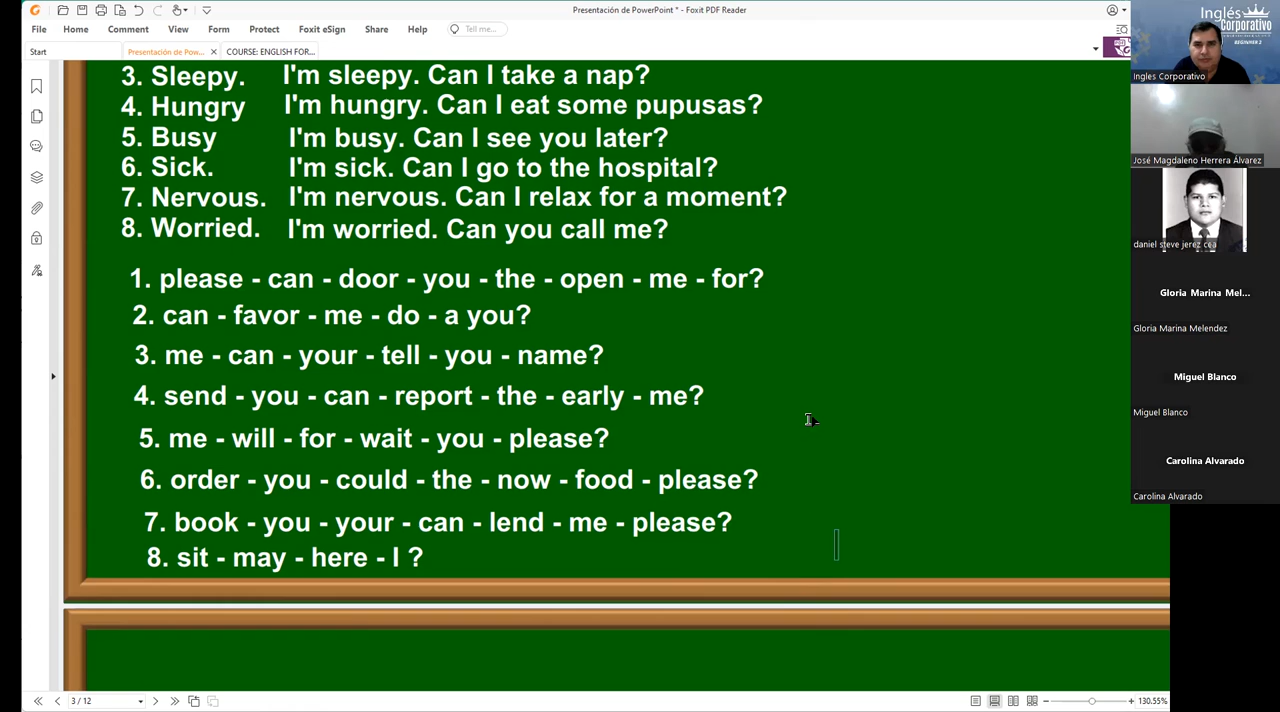 Presentación de PowerPoint * - Foxit PDF Reader
File Home Comment View Form Protect Foxit eSign Share Help Tell me...
Start Presentación de Pow... COURSE: ENGLISH FOR...
3. Sleepy. I'm sleepy. Can I take a nap?
4. Hungry I'm hungry. Can I eat some pupusas?
5. Busy I'm busy. Can I see you later?
6. Sick. I'm sick. Can I go to the hospital?
7. Nervous. I'm nervous. Can I relax for a moment?
8. Worried. I'm worried. Can you call me?
1. please - can - door - you - the - open - me - for?
2. can - favor - me - do - a you?
3. me - can - your - tell - you - name?
4. send - you - can - report - the - early - me?
5. me - will - for - wait - you - please?
6. order - you - could - the - now - food - please?
7. book - you - your - can - lend - me - please?
8. sit - may - here - I ?
3 / 12
130.55%
Inglés
Corporativo
BEGINNER 2
Ingles Corporativo
José Magdaleno Herrera Álvarez
daniel steve jerez cea
Gloria Marina Mel...
Gloria Marina Melendez
Miguel Blanco
Miguel Blanco
Carolina Alvarado
Carolina Alvarado